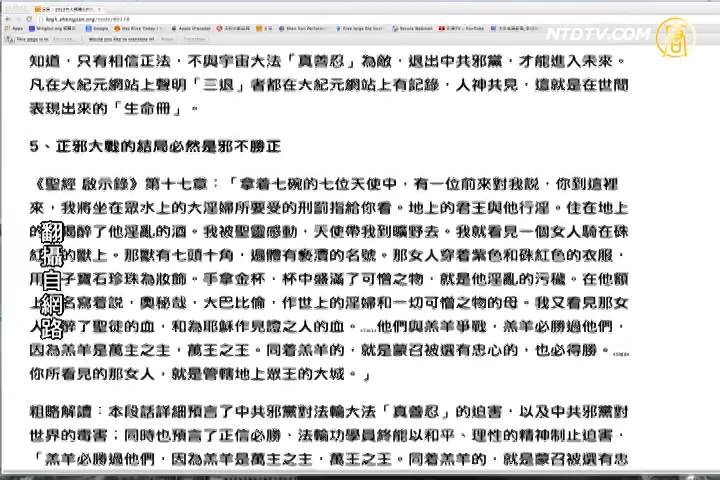 NTDTV.COM
知道，只有相信正法，不與宇宙大法「真善忍」為敵，退出中共邪黨，才能進入未來。
凡在大紀元網站上聲明「三退」者都在大紀元網站上有記錄，人神共見，這就是在世間
表現出來的「生命冊」。
5、正邪大戰的結局必然是邪不勝正
《聖經 啟示錄》第十七章：「拿着七碗的七位天使中，有一位前來對我說，你到這裡
來，我將坐在眾水上的大淫婦所要受的刑罰指給你看。地上的君王與他行淫。住在地上
喝醉了他淫亂的酒。我被聖靈感動，天使帶我到曠野去。我就看見一個女人騎在硃
紅 的獸上。那獸有七頭十角，遍體有褻瀆的名號。那女人穿着紫色和硃紅色的衣服，
用 子寶石珍珠為妝飾。手拿金杯，杯中盛滿了可憎之物，就是他淫亂的污穢。在他額
上 名寫着說，奧秘哉，大巴比倫，作世上的淫婦和一切可憎之物的母。我又看見那女
人 醉了聖徒的血，和為耶穌作見證之人的血。……他們與羔羊爭戰，羔羊必勝過他們，
因為羔羊是萬主之主，萬王之王。同着羔羊的，就是蒙召被選有忠心的，也必得勝。……
你所看見的那女人，就是管轄地上眾王的大城。」
粗略解讀：本段話詳細預言了中共邪黨對法輪大法「真善忍」的迫害，以及中共邪黨對
世界的毒害；同時也預言了正信必勝，法輪功學員終能以和平、理性的精神制止迫害，
「羔羊必勝過他們，因為羔羊是萬主之主，萬王之王。同着羔羊的，就是蒙召被選有忠
翻攝自網路